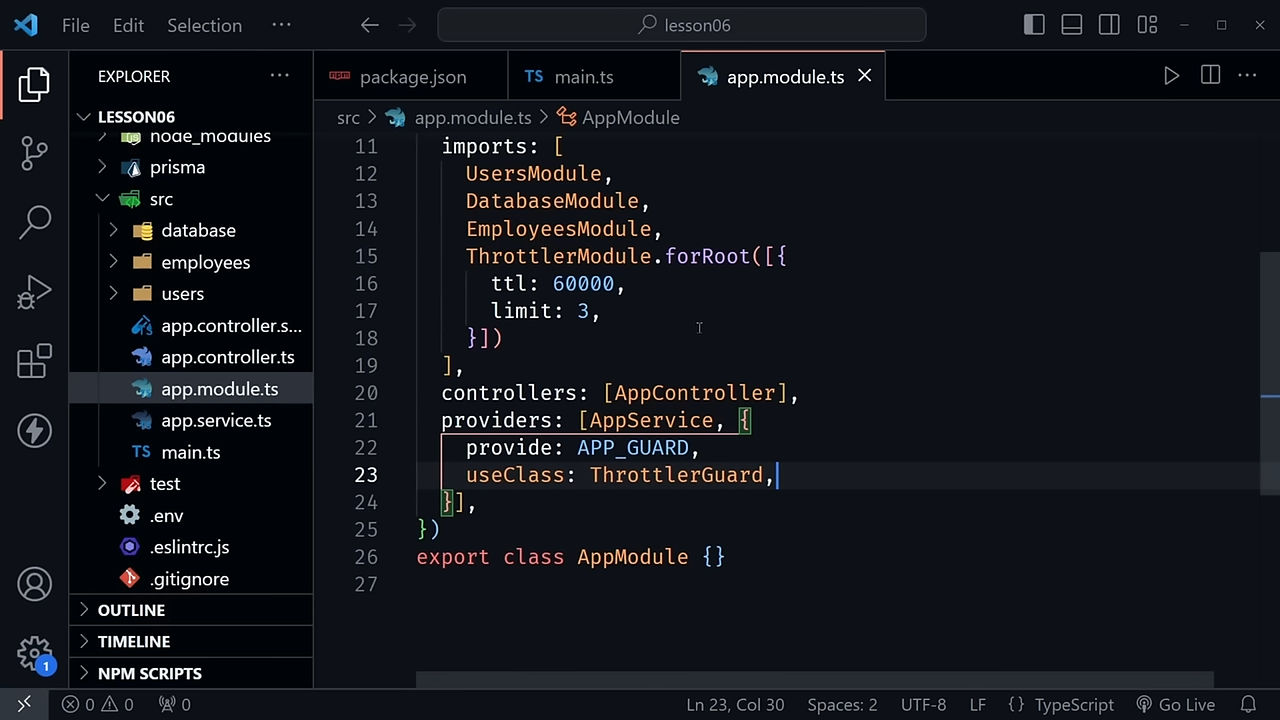 File Edit Selection ···
lesson06
EXPLORER ···
LESSON06
node_modules
prisma
src
database
employees
users
app.controller.s...
app.controller.ts
app.module.ts
app.service.ts
TS main.ts
test
.env
.eslintrc.js
.gitignore
OUTLINE
TIMELINE
NPM SCRIPTS
1
package.json
TS main.ts
app.module.ts
src > app.module.ts > AppModule
11 imports: [
12 UsersModule,
13 DatabaseModule,
14 EmployeesModule,
15 ThrottlerModule.forRoot([{
16 ttl: 60000,
17 limit: 3,
18 }])
19 ],
20 controllers: [AppController],
21 providers: [AppService, {
22 provide: APP_GUARD,
23 useClass: ThrottlerGuard,
24 }],
25 })
26 export class AppModule {}
27
0 0 0 Ln 23, Col 30 Spaces: 2 UTF-8 LF {} TypeScript Go Live